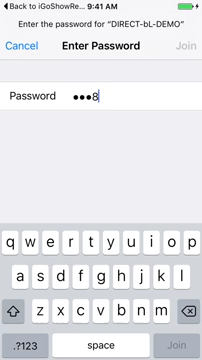 Back to iGoShowRe... 9:41 AM
Enter the password for “DIRECT-bL-DEMO”
Cancel Enter Password Join
Password ●●●8
q w e r t y u i o p
a s d f g h j k l
z x c v b n m
.?123 space Join